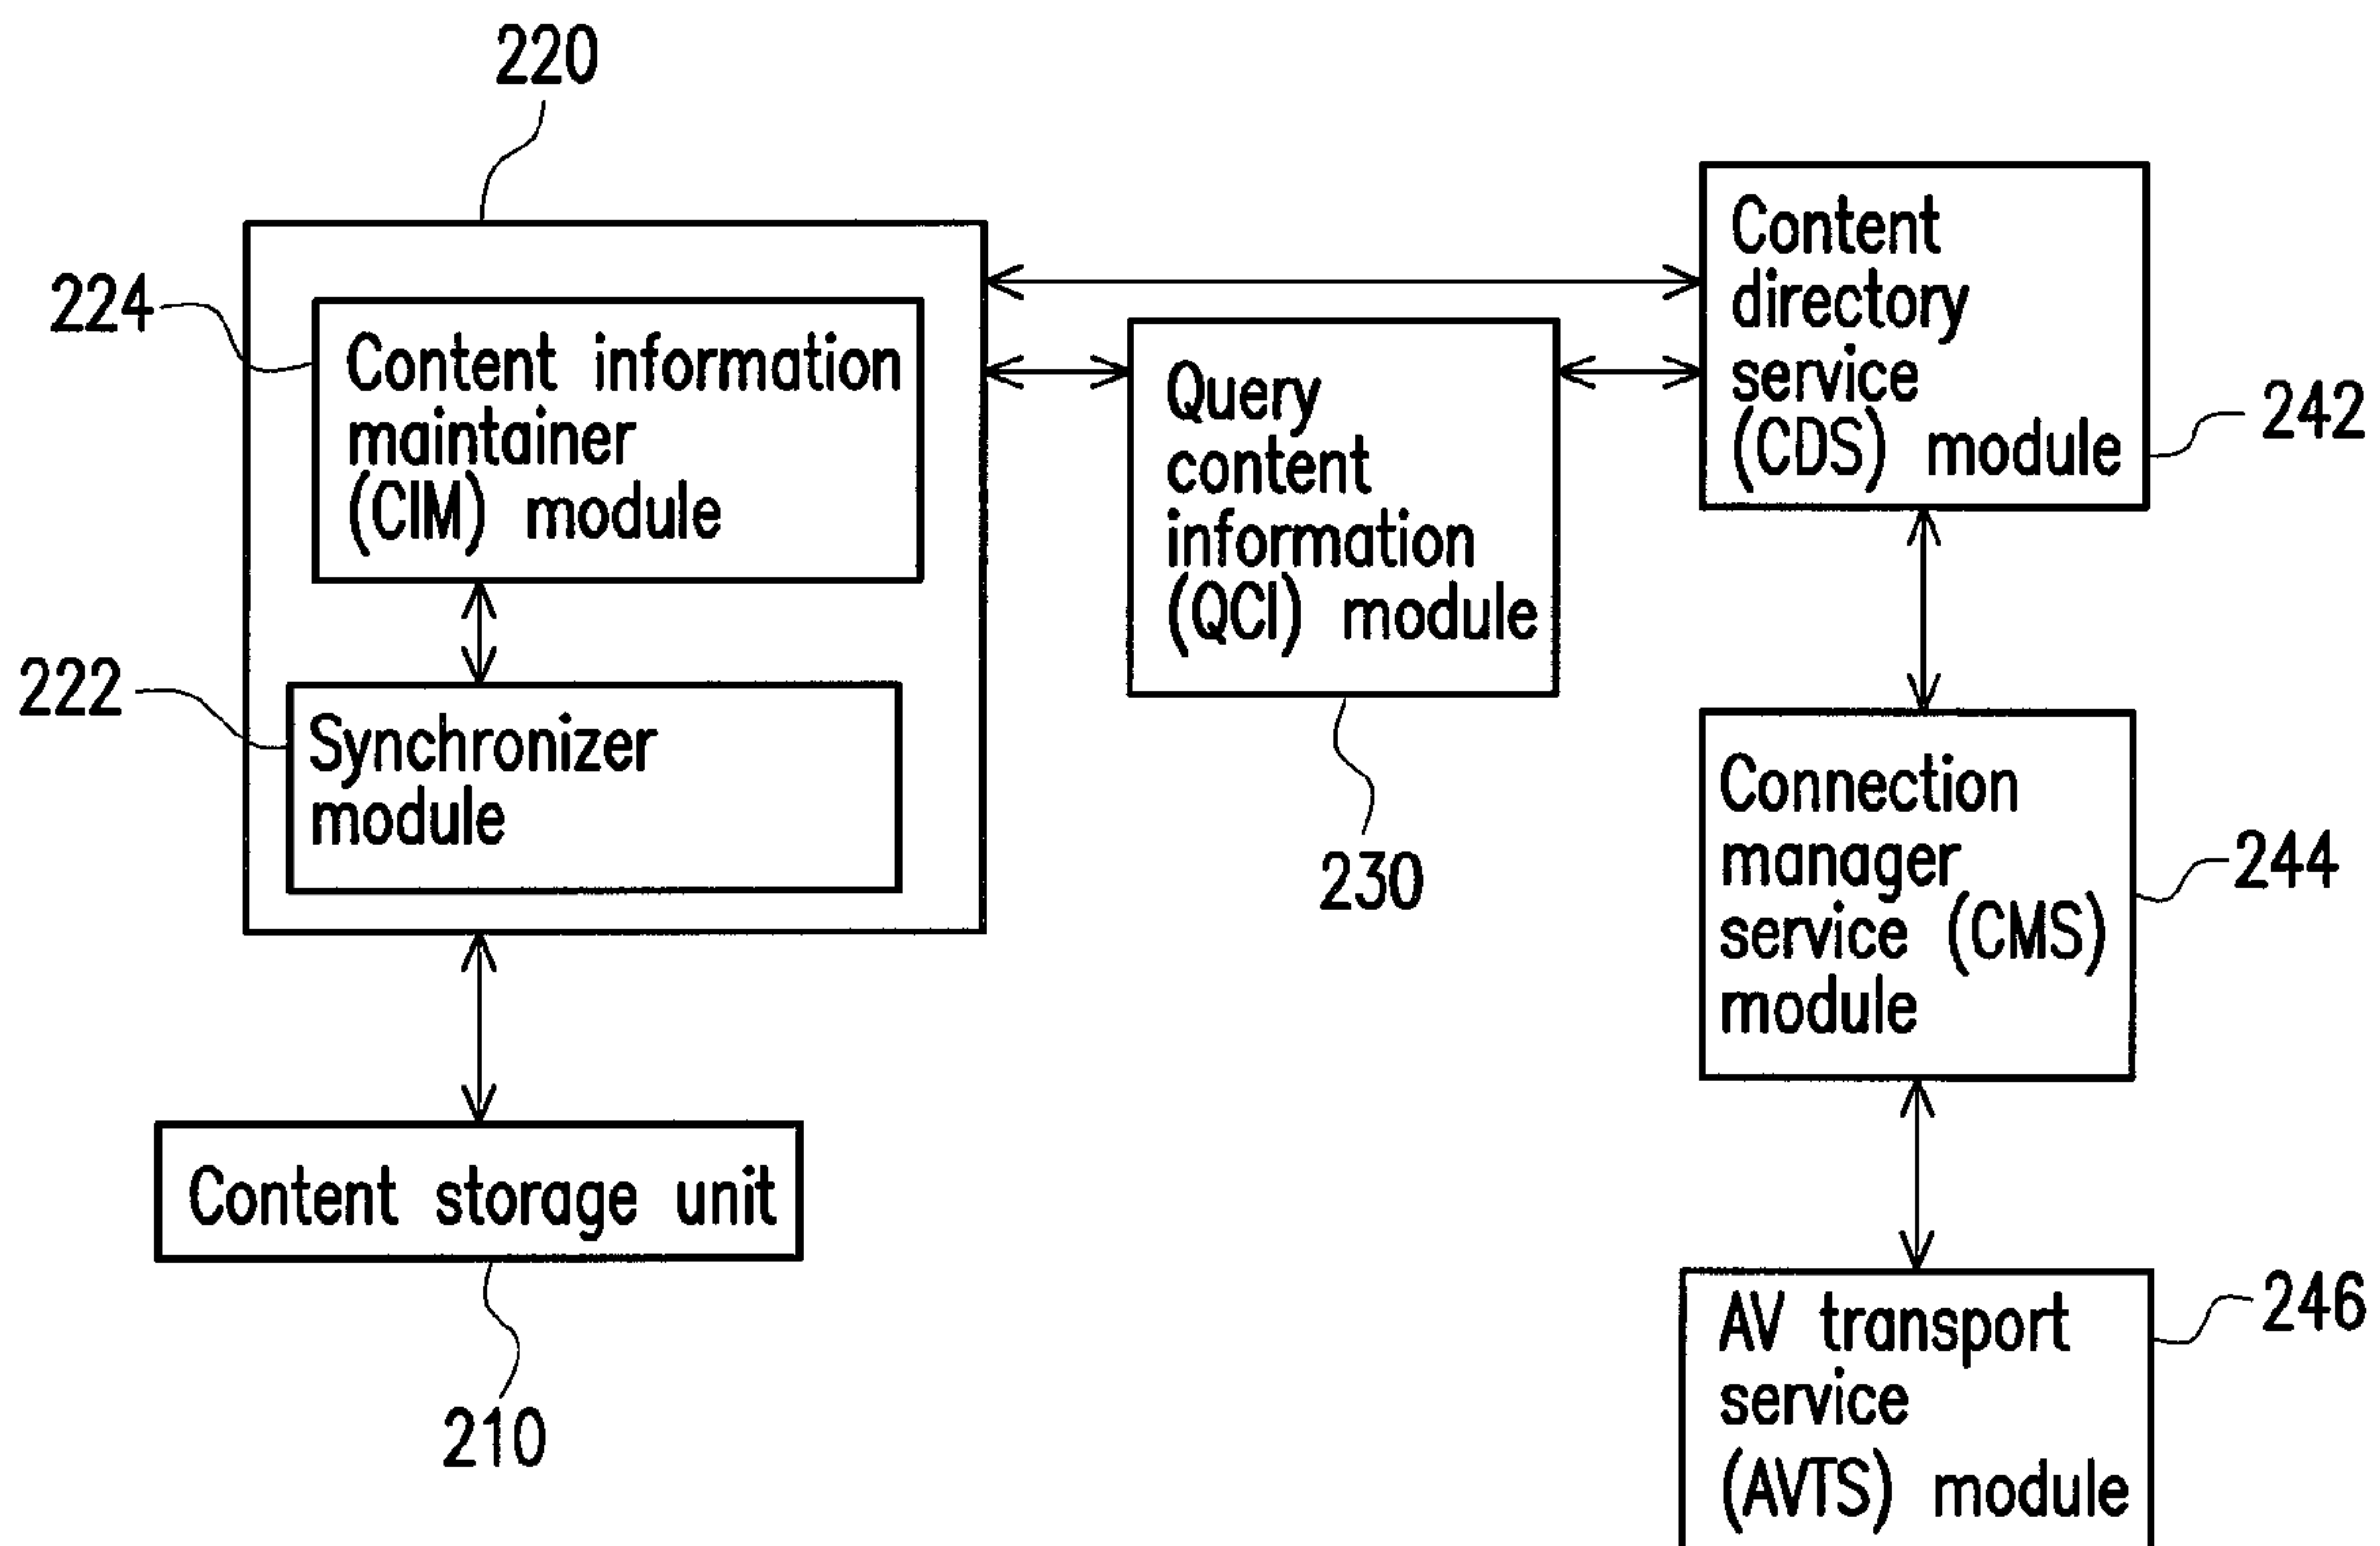 220
224
Content information
maintainer
(CIM) module
222
Synchronizer
module
Content storage unit
210
Query
content
information
(QCI) module
230
Content
directory
service
(CDS) module
242
Connection
manager
service (CMS)
module
244
AV transport
service
(AVTS) module
246